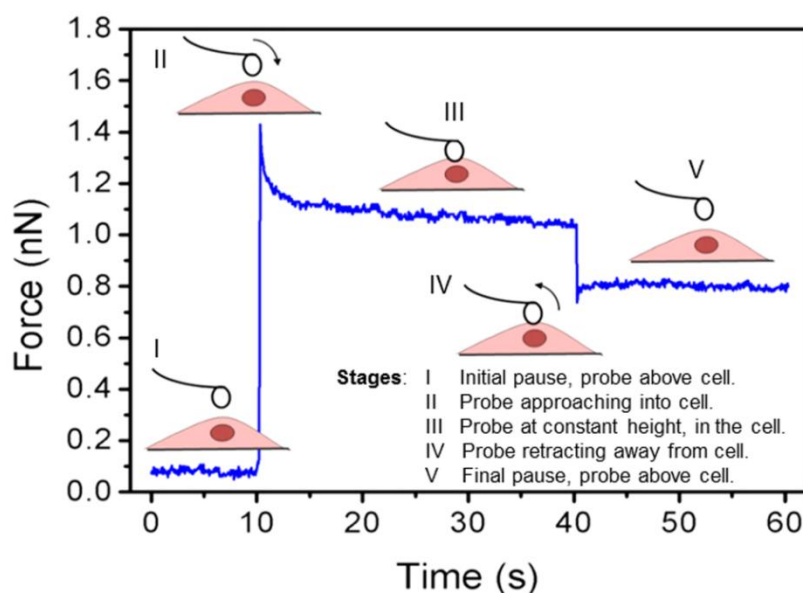 1.8
1.6
1.4
1.2
1.0
0.8
0.6
0.4
0.2
0.0
Force (nN)
II
III
V
IV
I
Stages: I Initial pause, probe above cell.
II Probe approaching into cell.
III Probe at constant height, in the cell.
IV Probe retracting away from cell.
V Final pause, probe above cell.
0 10 20 30 40 50 60
Time (s)